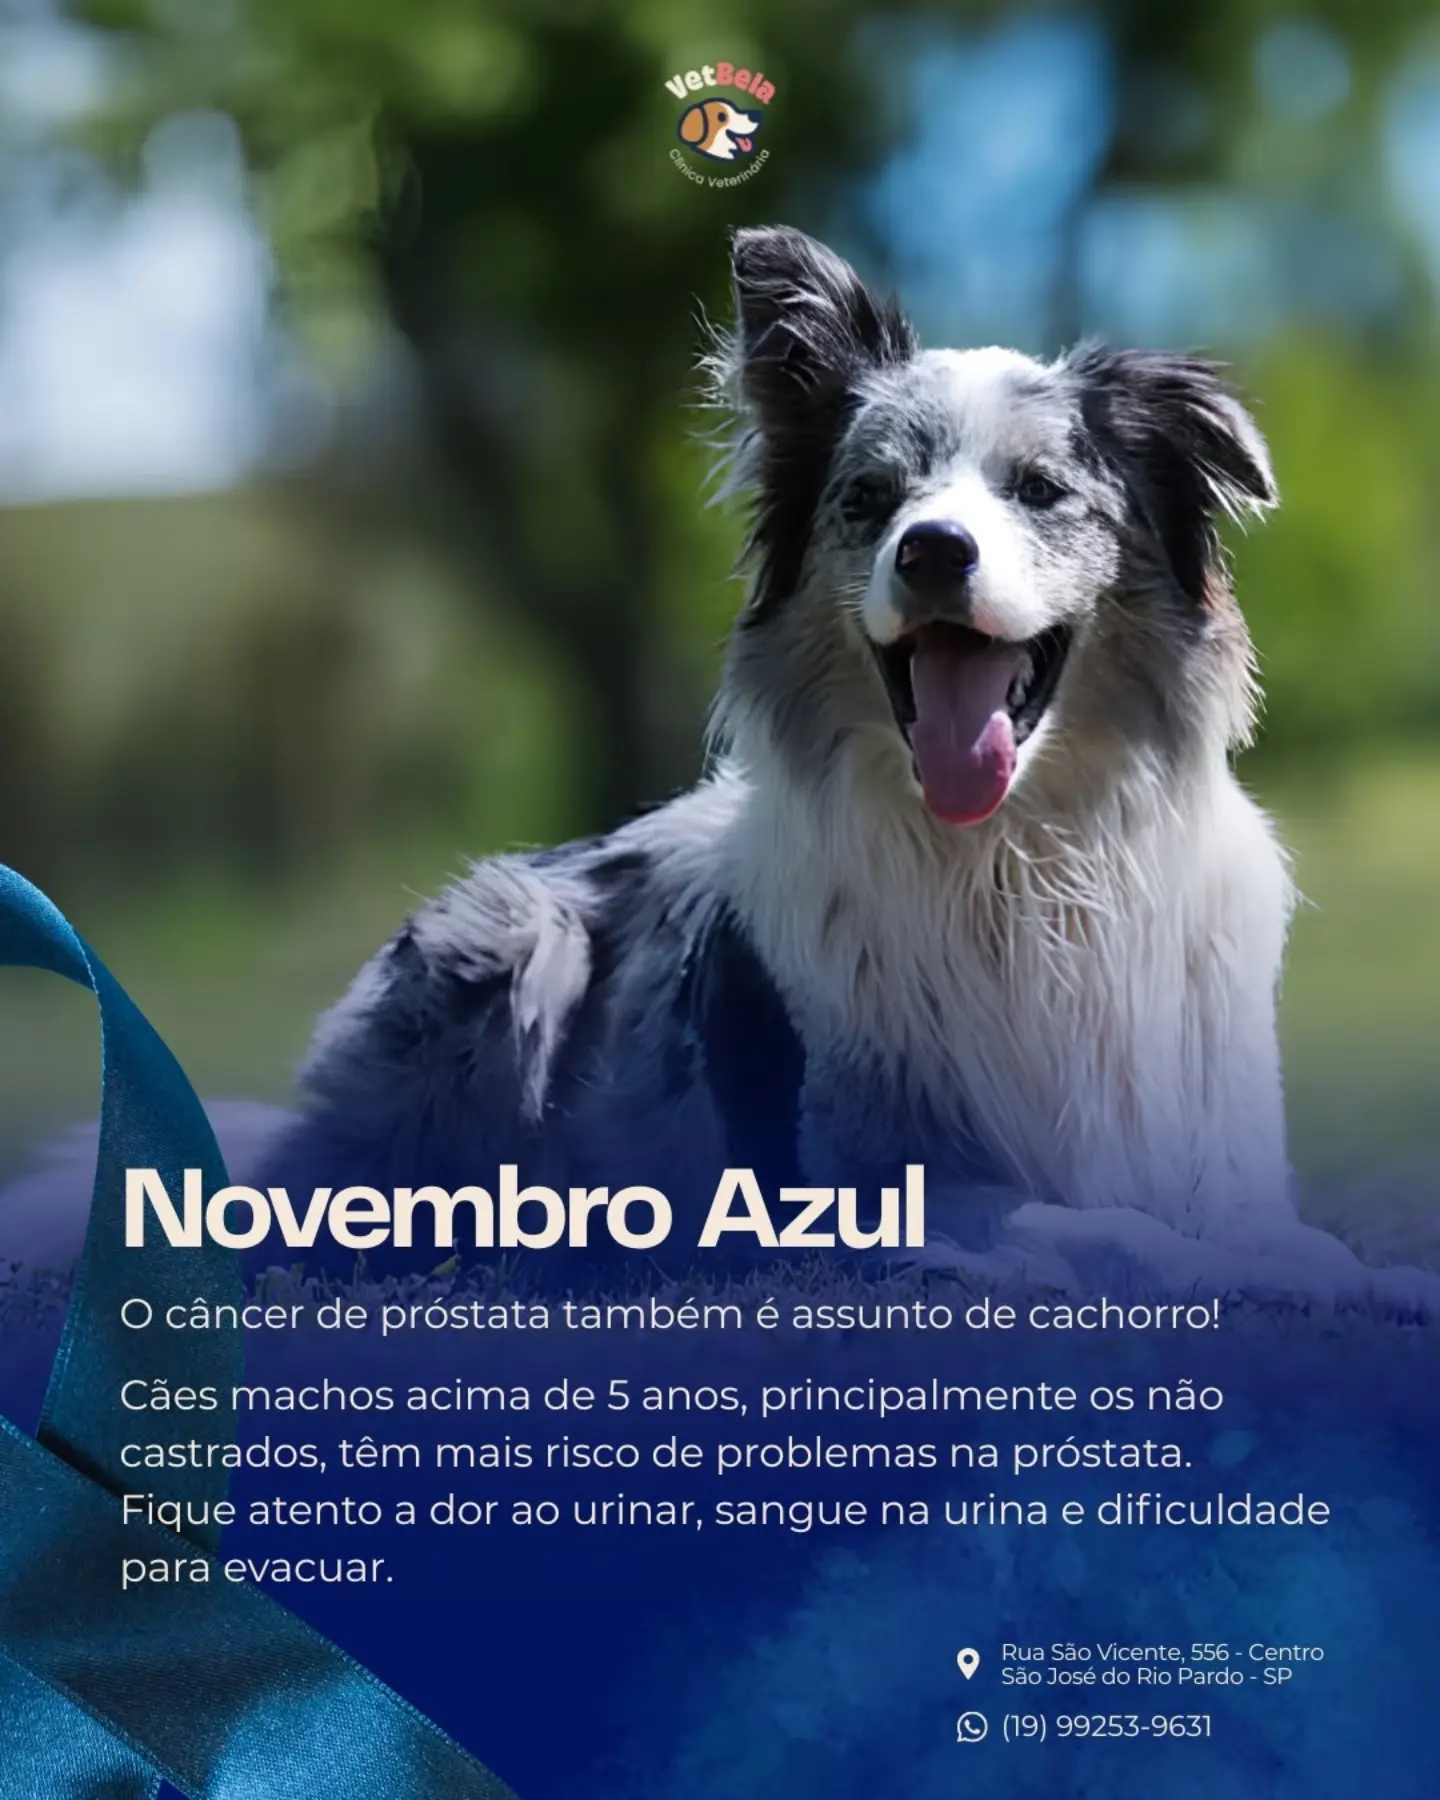 VetBela
Clínica Veterinária
Novembro Azul
O câncer de próstata também é assunto de cachorro!
Cães machos acima de 5 anos, principalmente os não
castrados, têm mais risco de problemas na próstata.
Fique atento a dor ao urinar, sangue na urina e dificuldade
para evacuar.
Rua São Vicente, 556 - Centro
São José do Rio Pardo - SP
(19) 99253-9631